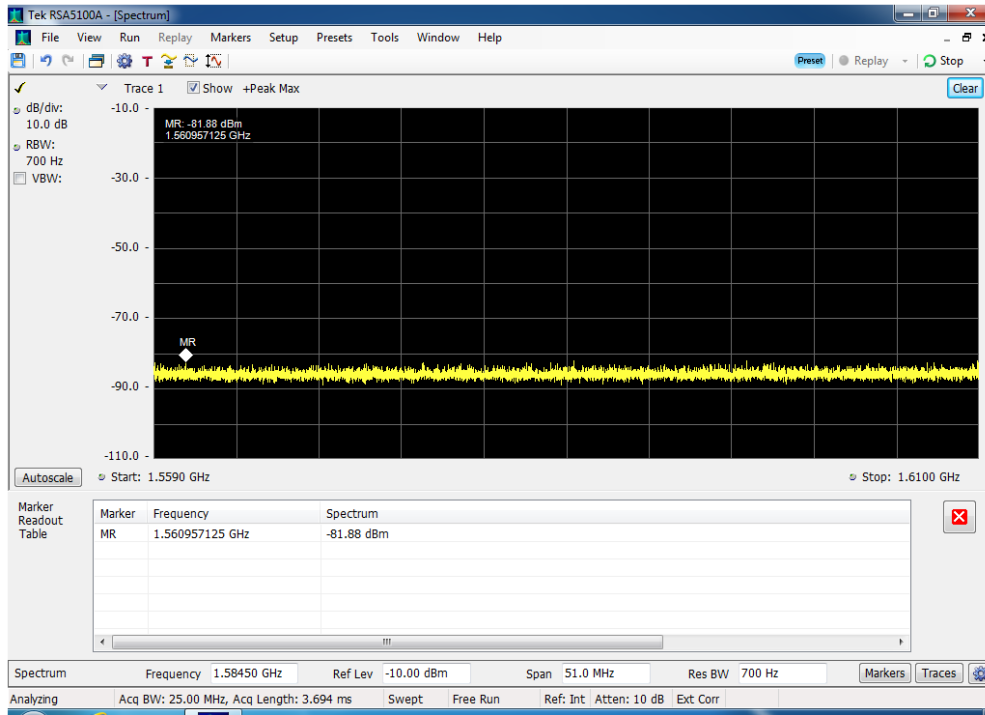 Tek RSA5100A - [Spectrum]
File View Run Replay Markers Setup Presets Tools Window Help
T Preset Replay Stop
Trace 1 Show +Peak Max Clear
dB/div:
10.0 dB
RBW:
700 Hz
VBW:
-10.0
-30.0
-50.0
-70.0
-90.0
-110.0
MR: -81.88 dBm
1.560957125 GHz
MR
Autoscale Start: 1.5590 GHz Stop: 1.6100 GHz
Marker
Readout
Table
Marker Frequency Spectrum
MR 1.560957125 GHz -81.88 dBm
Spectrum Frequency 1.58450 GHz Ref Lev -10.00 dBm Span 51.0 MHz Res BW 700 Hz Markers Traces
Analyzing Acq BW: 25.00 MHz, Acq Length: 3.694 ms Swept Free Run Ref: Int Atten: 10 dB Ext Corr